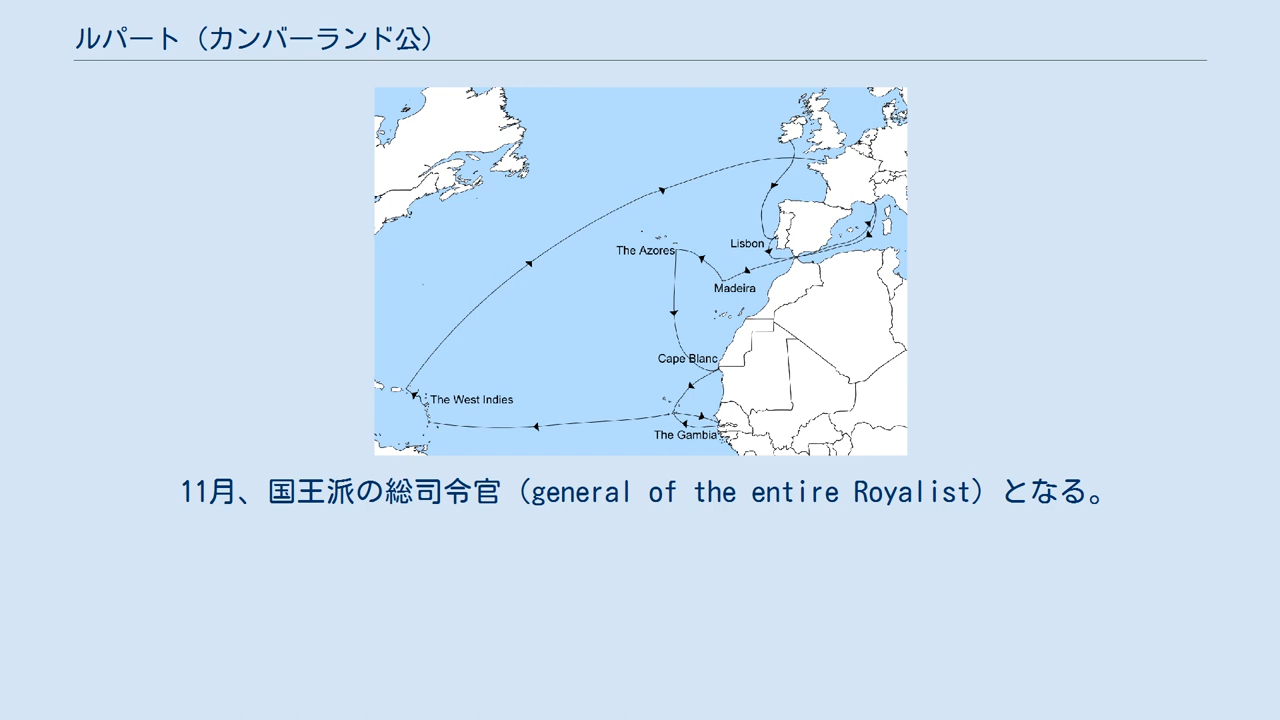 ルパート（カンバーランド公）
The Azores
Lisbon
Madeira
Cape Blanc
The West Indies
The Gambia
11月、国王派の総司令官（general of the entire Royalist）となる。